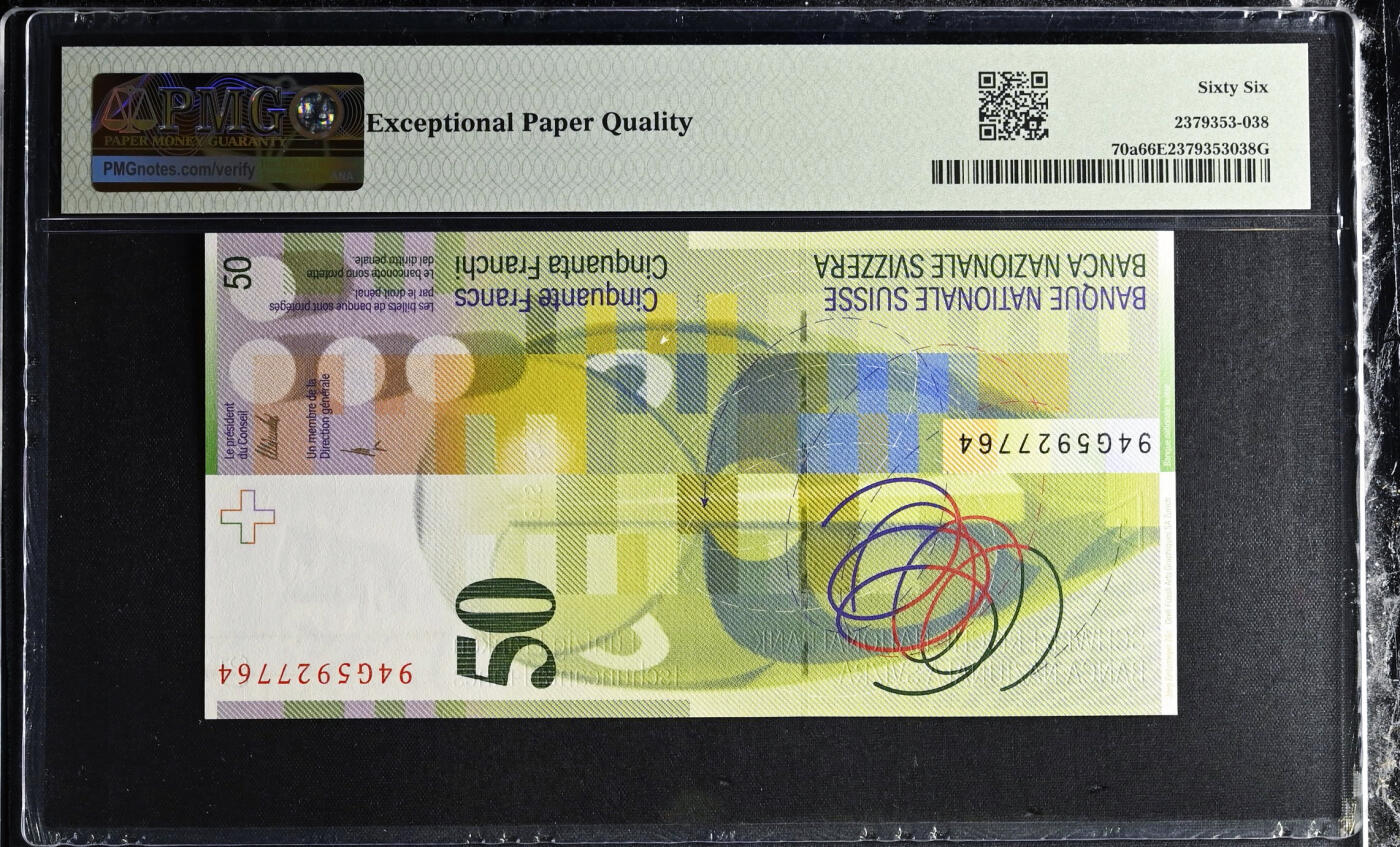 PMG
PAPER MONEY GUARANTY
PMGnotes.com/verify
ANA
Exceptional Paper Quality
Sixty Six
2379353-038
70a66E2379353038G
BANQUE NATIONALE SUISSE
BANCA NAZIONALE SVIZZERA
Cinquante Francs
Cinquanta Franchi
Les billets de banque sont protégés
par le droit pénal.
Le banconote sono protette
dal diritto penale.
50
Le président
du Conseil
Un membre de la
Direction générale
94G5927764
50
94G5927764